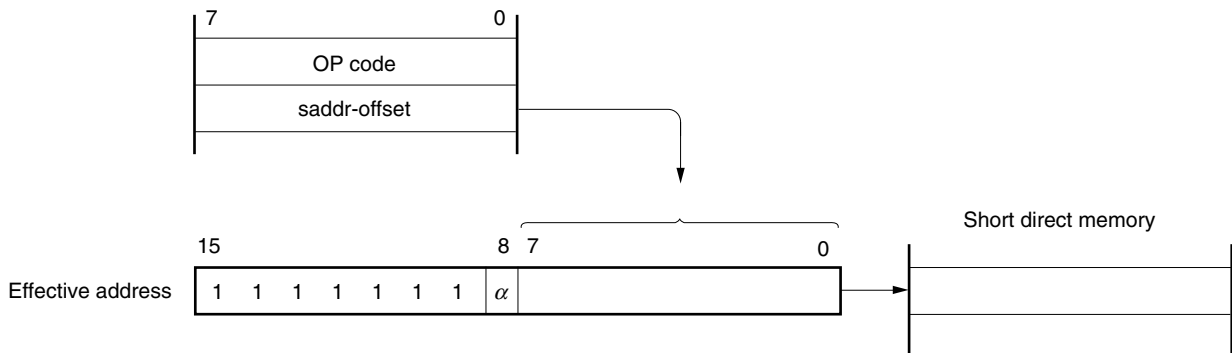 7 0
OP code
saddr-offset
Short direct memory
15 8 7 0
Effective address 1 1 1 1 1 1 1 α